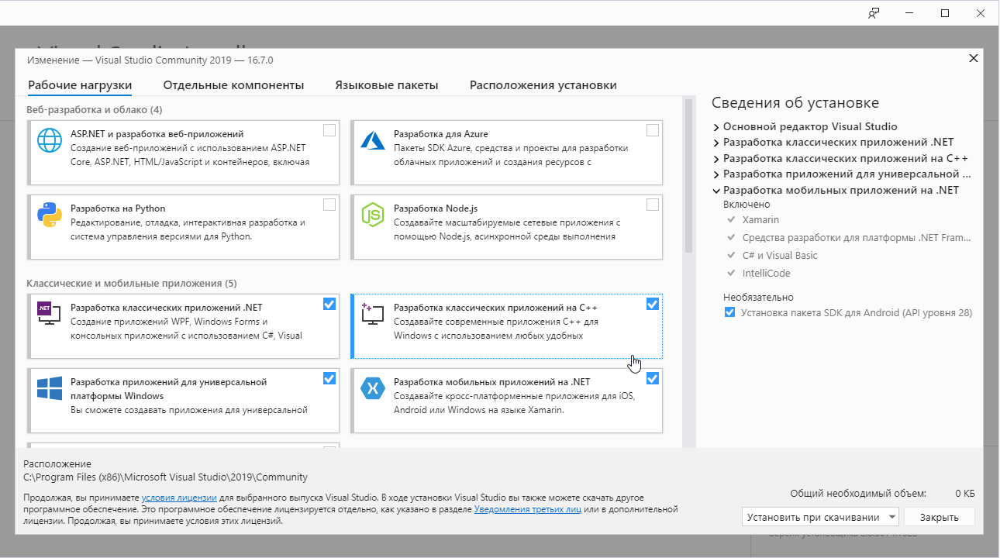 Изменение — Visual Studio Community 2019 — 16.7.0
Рабочие нагрузки
Отдельные компоненты
Языковые пакеты
Расположения установки
Веб-разработка и облако (4)
ASP.NET и разработка веб-приложений
Создание веб-приложений с использованием ASP.NET
Core, ASP.NET, HTML/JavaScript и контейнеров, включая
Разработка для Azure
Пакеты SDK Azure, средства и проекты для разработки
облачных приложений и создания ресурсов с
Разработка на Python
Редактирование, отладка, интерактивная разработка и
система управления версиями для Python.
Разработка Node.js
Создавайте масштабируемые сетевые приложения с
помощью Node.js, асинхронной среды выполнения
Классические и мобильные приложения (5)
.NET
Разработка классических приложений .NET
Создание приложений WPF, Windows Forms и
консольных приложений с использованием C#, Visual
Разработка классических приложений на C++
Создавайте современные приложения C++ для
Windows с использованием любых удобных
Разработка приложений для универсальной
платформы Windows
Вы сможете создавать приложения для универсальной
Разработка мобильных приложений на .NET
Создавайте кросс-платформенные приложения для iOS,
Android или Windows на языке Xamarin.
Сведения об установке
Основной редактор Visual Studio
Разработка классических приложений .NET
Разработка классических приложений на C++
Разработка приложений для универсальной ...
Разработка мобильных приложений на .NET
Включено
Xamarin
Средства разработки для платформы .NET Fram...
C# и Visual Basic
IntelliCode
Необязательно
Установка пакета SDK для Android (API уровня 28)
Расположение
C:\Program Files (x86)\Microsoft Visual Studio\2019\Community
Продолжая, вы принимаете условия лицензии для выбранного выпуска Visual Studio. В ходе установки Visual Studio вы также можете скачать другое
программное обеспечение. Это программное обеспечение лицензируется отдельно, как указано в разделе Уведомления третьих лиц или в дополнительной
лицензии. Продолжая, вы принимаете условия этих лицензий.
Общий необходимый объем: 0 КБ
Установить при скачивании
Закрыть